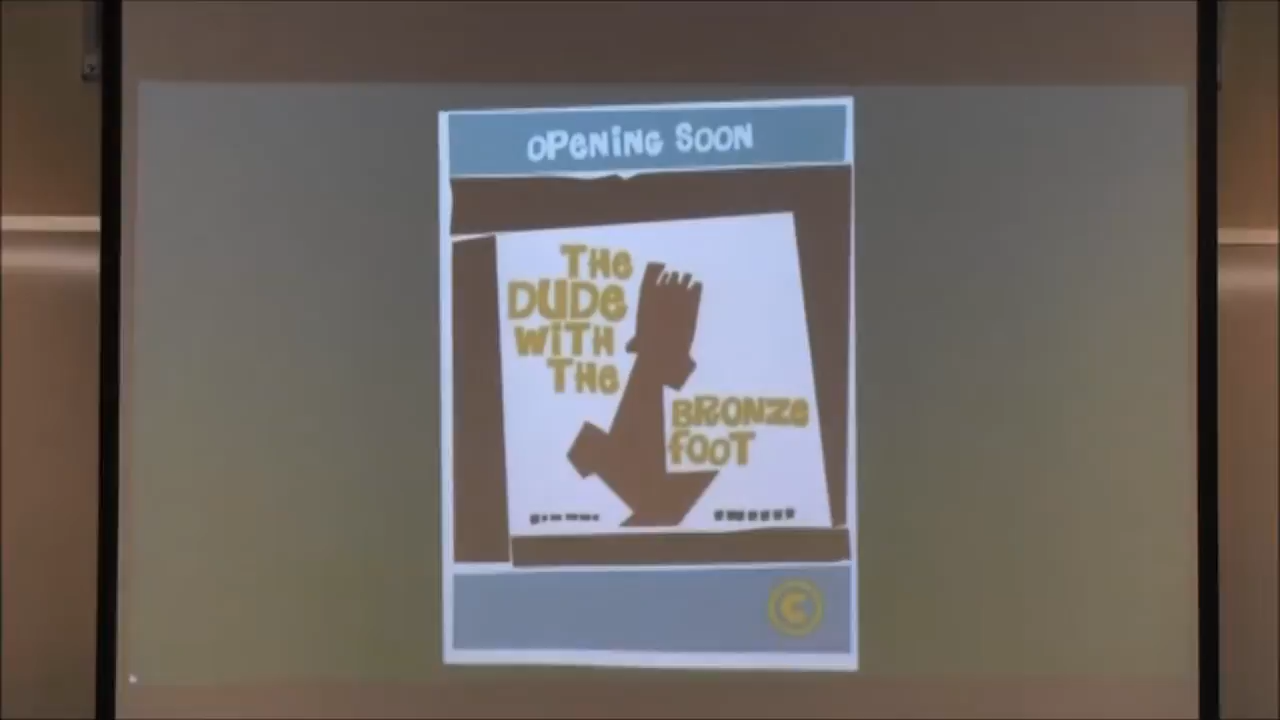 OPENING SOON
THE
DUDE
WITH
THE
BRONZE
FOOT
C